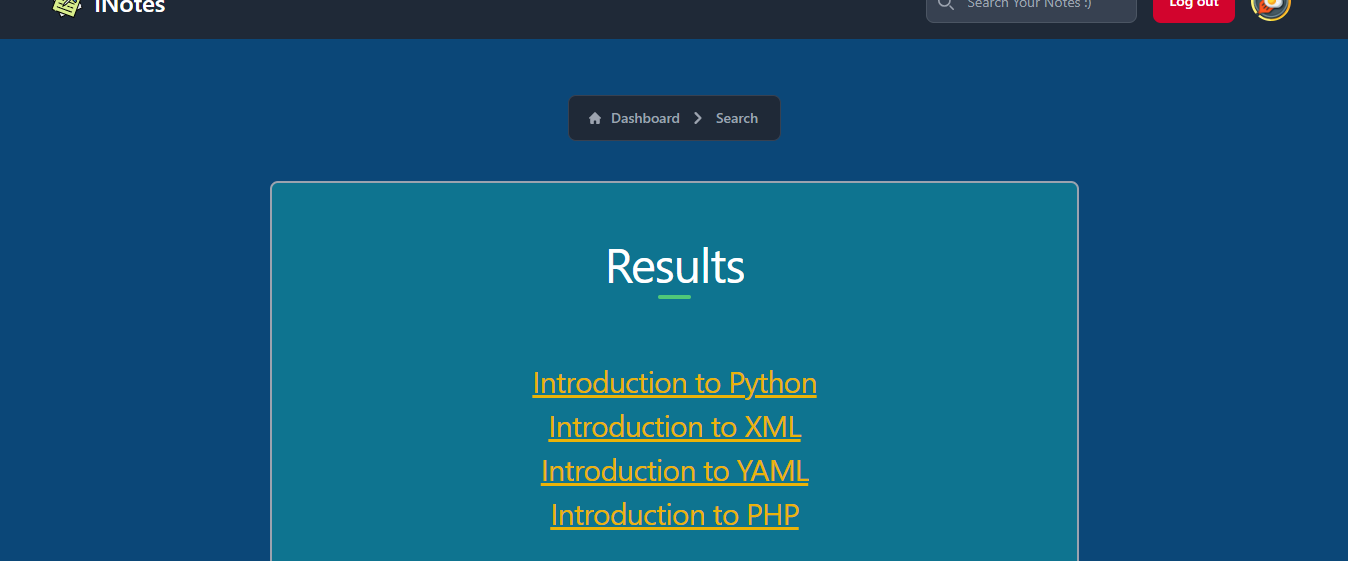 iNotes
Search Your Notes :)
Log out
Dashboard
Search
Results
Introduction to Python
Introduction to XML
Introduction to YAML
Introduction to PHP